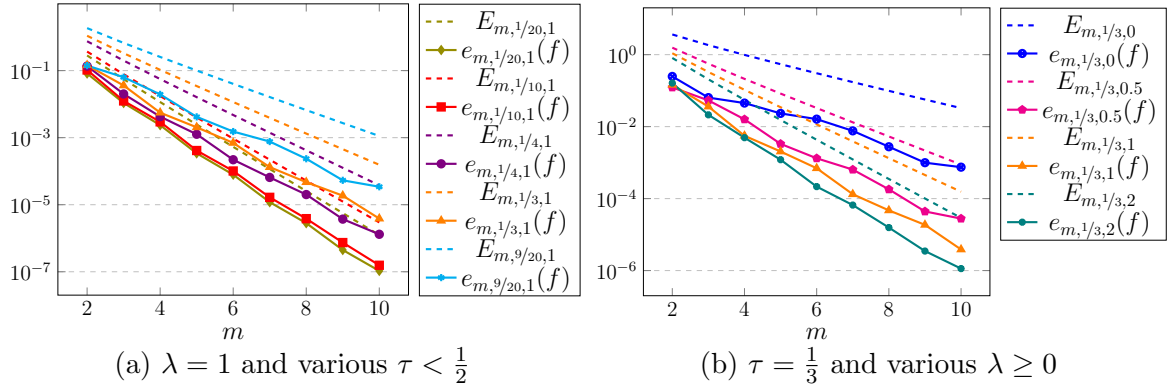 10⁻¹
10⁻³
10⁻⁵
10⁻⁷
2 4 6 8 10
m
E_{m,1/20,1}
e_{m,1/20,1}(f)
E_{m,1/10,1}
e_{m,1/10,1}(f)
E_{m,1/4,1}
e_{m,1/4,1}(f)
E_{m,1/3,1}
e_{m,1/3,1}(f)
E_{m,9/20,1}
e_{m,9/20,1}(f)
(a) λ = 1 and various τ < 1/2
10⁰
10⁻²
10⁻⁴
10⁻⁶
2 4 6 8 10
m
E_{m,1/3,0}
e_{m,1/3,0}(f)
E_{m,1/3,0.5}
e_{m,1/3,0.5}(f)
E_{m,1/3,1}
e_{m,1/3,1}(f)
E_{m,1/3,2}
e_{m,1/3,2}(f)
(b) τ = 1/3 and various λ ≥ 0